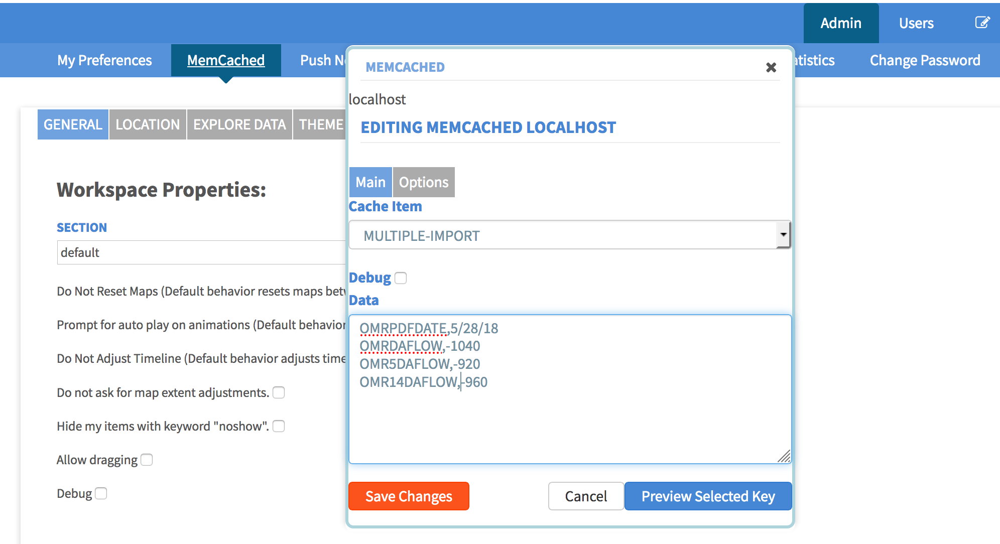 Admin Users
My Preferences MemCached Push
Change Password
MEMCACHED
localhost
EDITING MEMCACHED LOCALHOST
GENERAL LOCATION EXPLORE DATA THEME
Main Options
Cache Item
MULTIPLE-IMPORT
Workspace Properties:
SECTION
default
Debug
Data
Do Not Reset Maps (Default behavior resets maps
Prompt for auto play on animations (Default behavior
Do Not Adjust Timeline (Default behavior adjusts
Do not ask for map extent adjustments.
Hide my items with keyword "noshow".
Allow dragging
Debug
OMRPDFDATE,5/28/18
OMRDAFLOW,-1040
OMR5DAFLOW,-920
OMR14DAFLOW,-960
Save Changes Cancel Preview Selected Key